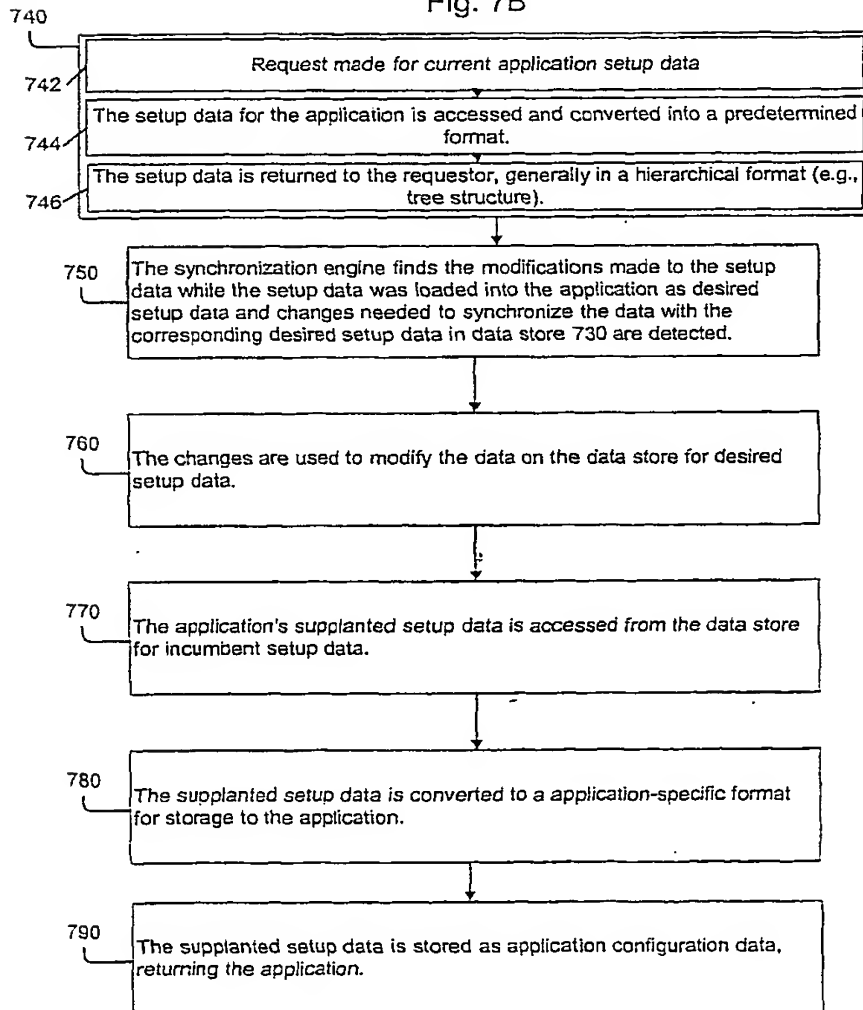 Fig. 7B
740
742
Request made for current application setup data
744
The setup data for the application is accessed and converted into a predetermined
format.
746
The setup data is returned to the requestor, generally in a hierarchical format (e.g.,
tree structure).
750
The synchronization engine finds the modifications made to the setup
data while the setup data was loaded into the application as desired
setup data and changes needed to synchronize the data with the
corresponding desired setup data in data store 730 are detected.
760
The changes are used to modify the data on the data store for desired
setup data.
770
The application's supplanted setup data is accessed from the data store
for incumbent setup data.
780
The supplanted setup data is converted to a application-specific format
for storage to the application.
790
The supplanted setup data is stored as application configuration data,
returning the application.